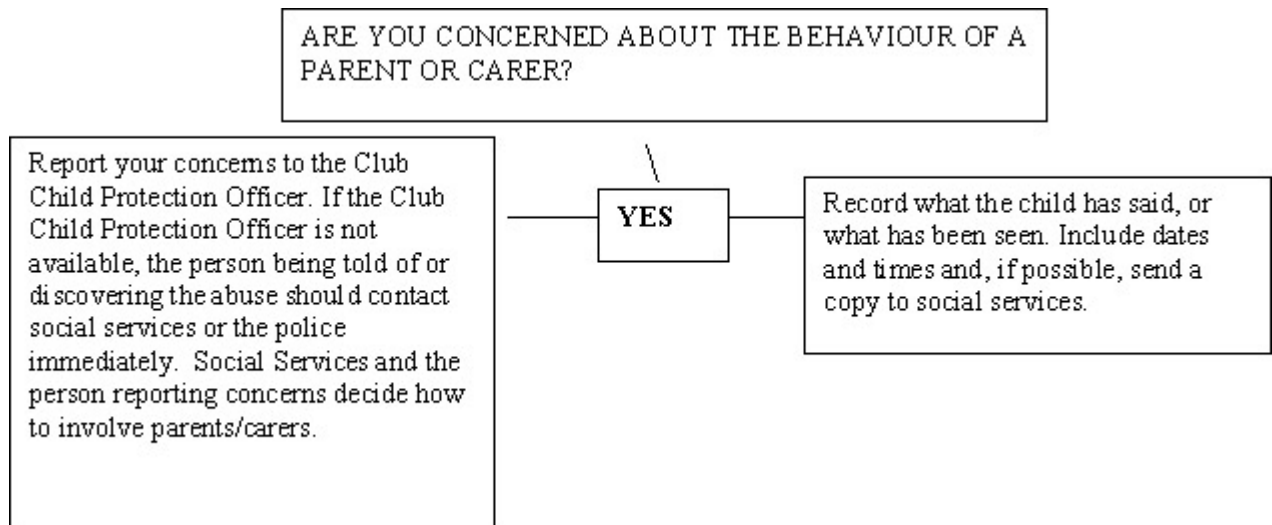 ARE YOU CONCERNED ABOUT THE BEHAVIOUR OF A
PARENT OR CARER?
Report your concerns to the Club
Child Protection Officer. If the Club
Child Protection Officer is not
available, the person being told of or
discovering the abuse should contact
social services or the police
immediately.  Social Services and the
person reporting concerns decide how
to involve parents/carers.
YES
Record what the child has said, or
what has been seen. Include dates
and times and, if possible, send a
copy to social services.